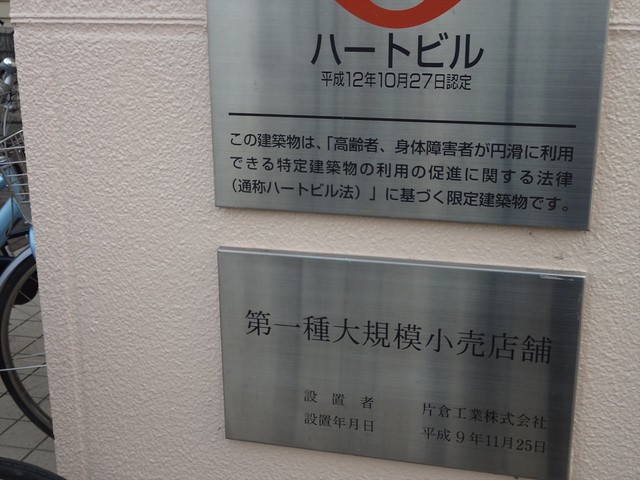 ハートビル
平成12年10月27日認定
この建築物は、「高齢者、身体障害者が円滑に利用
できる特定建築物の利用の促進に関する法律
（通称ハートビル法）」に基づく限定建築物です。
第一種大規模小売店舗
設置者 片倉工業株式会社
設置年月日 平成9年11月25日